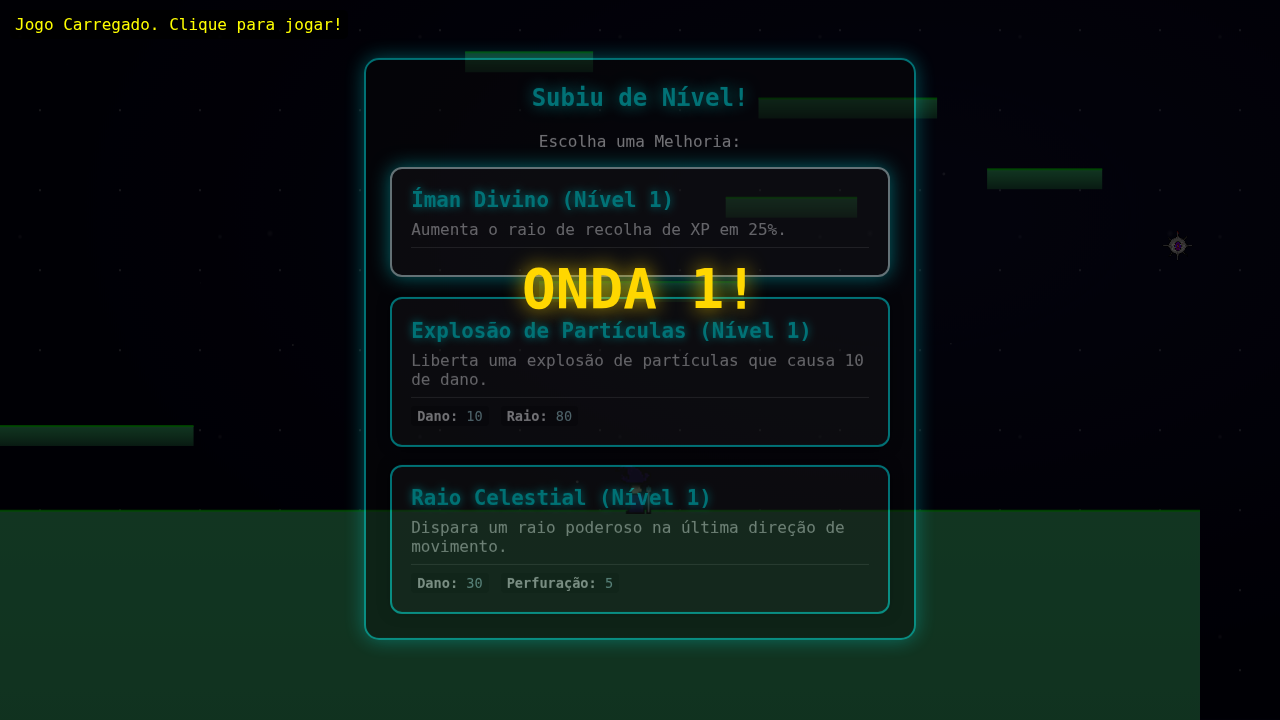 Jogo Carregado. Clique para jogar!
Subiu de Nível!
Escolha uma Melhoria:
Íman Divino (Nível 1)
Aumenta o raio de recolha de XP em 25%.
ONDA 1!
Explosão de Partículas (Nível 1)
Liberta uma explosão de partículas que causa 10
de dano.
Dano: 10 Raio: 80
Raio Celestial (Nível 1)
Dispara um raio poderoso na última direção de
movimento.
Dano: 30 Perfuração: 5